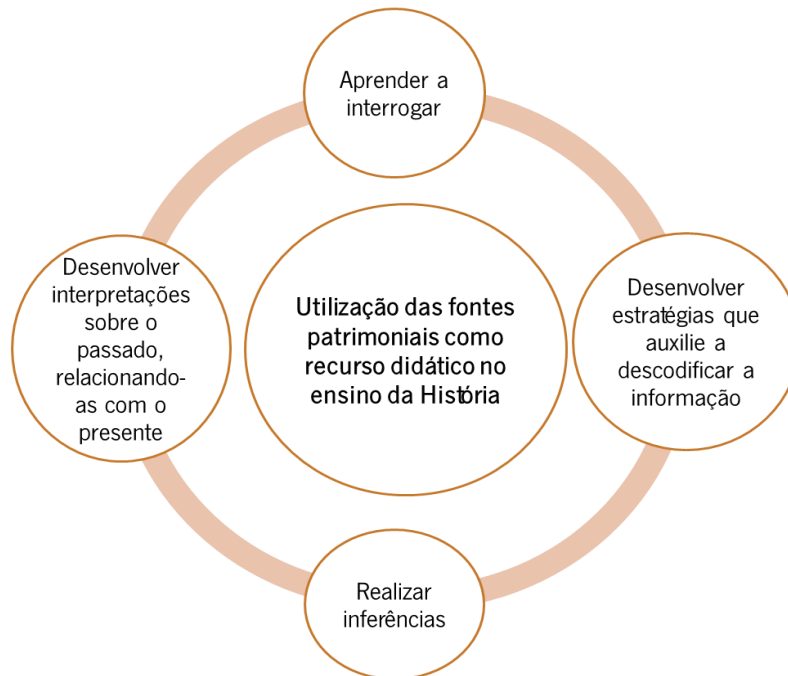 Aprender a
interrogar
Desenvolver
interpretações
sobre o
passado,
relacionando-
as com o
presente
Utilização das fontes
patrimoniais como
recurso didático no
ensino da História
Desenvolver
estratégias que
auxilie a
descodificar a
informação
Realizar
inferências